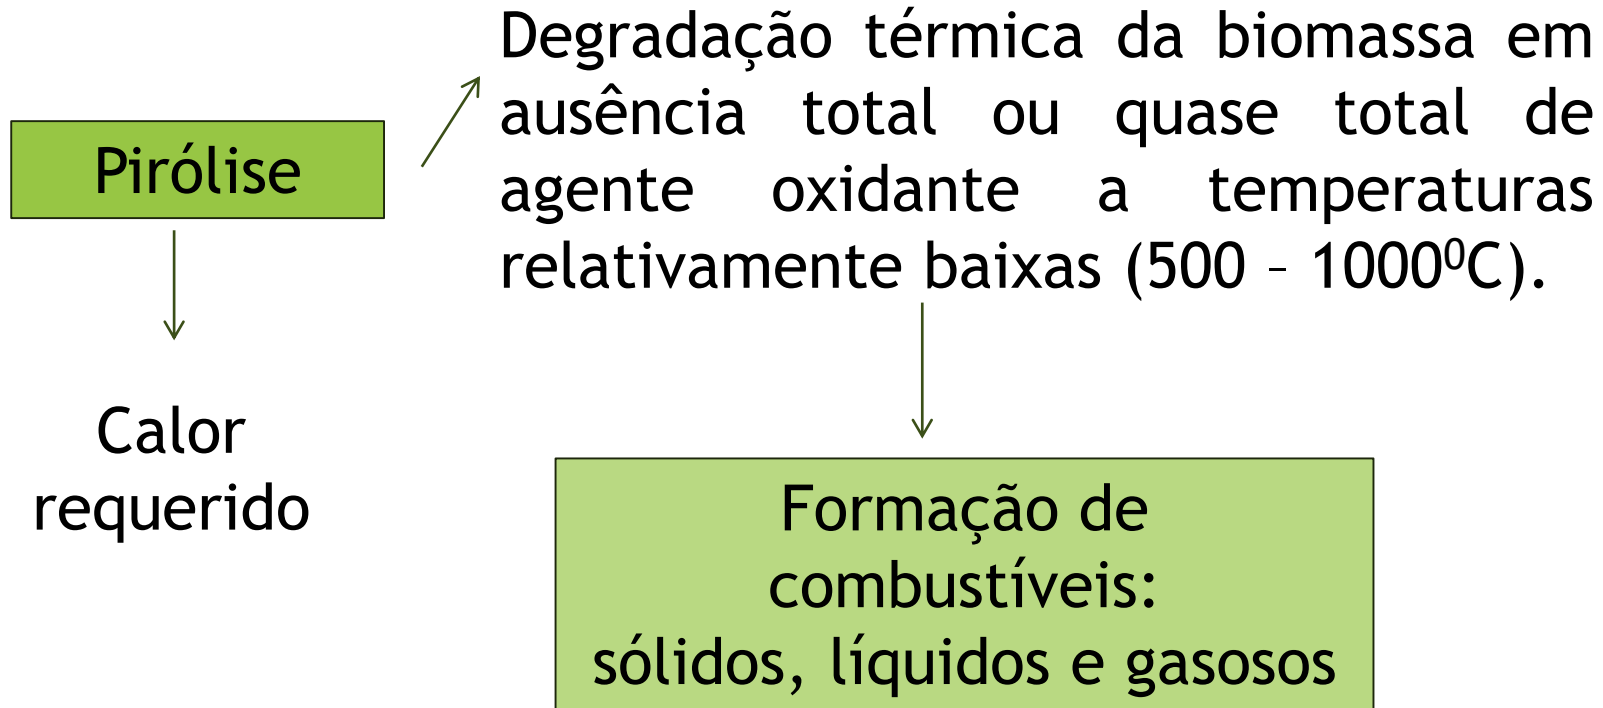 Pirólise
Degradação térmica da biomassa em
ausência total ou quase total de
agente oxidante a temperaturas
relativamente baixas (500 – 1000⁰C).
Calor
requerido
Formação de
combustíveis:
sólidos, líquidos e gasosos